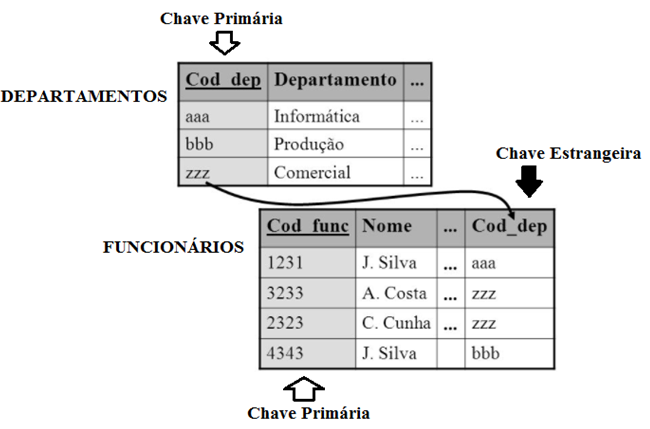 Chave Primária
DEPARTAMENTOS
Cod_dep Departamento ...
aaa Informática ...
bbb Produção ...
zzz Comercial ...
Chave Estrangeira
FUNCIONÁRIOS
Cod_func Nome ... Cod_dep
1231 J. Silva ... aaa
3233 A. Costa ... zzz
2323 C. Cunha ... zzz
4343 J. Silva ... bbb
Chave Primária